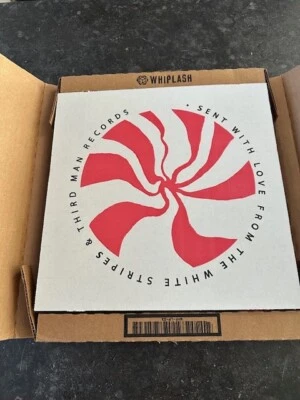 WHIPLASH
• SENT WITH LOVE FROM THE WHITE STRIPES & THIRD MAN RECORDS